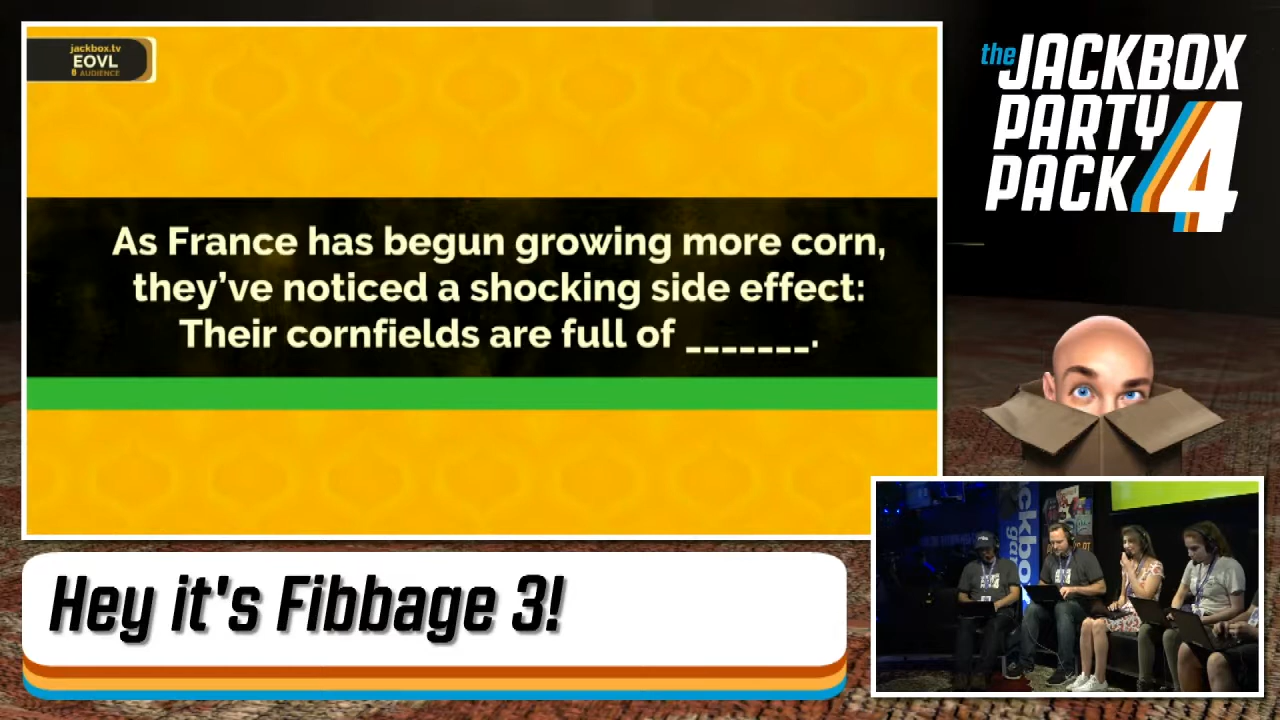 jackbox.tv
EOVL
8 AUDIENCE
As France has begun growing more corn,
they’ve noticed a shocking side effect:
Their cornfields are full of _______.
the JACKBOX
PARTY
PACK 4
Hey it's Fibbage 3!